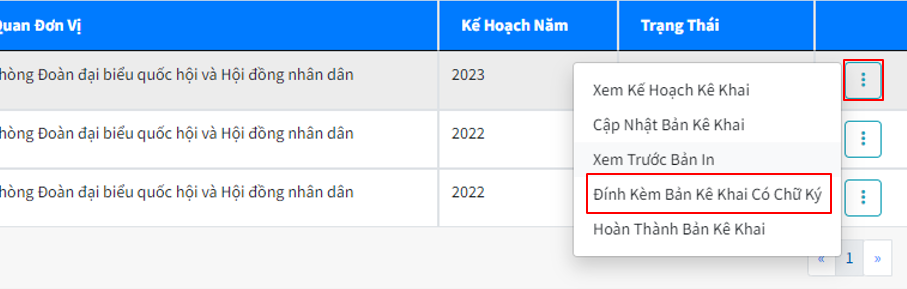 Quan Đơn Vị Kế Hoạch Năm Trạng Thái
hòng Đoàn đại biểu quốc hội và Hội đồng nhân dân 2023
Xem Kế Hoạch Kê Khai
Cập Nhật Bản Kê Khai
hòng Đoàn đại biểu quốc hội và Hội đồng nhân dân 2022
Xem Trước Bản In
hòng Đoàn đại biểu quốc hội và Hội đồng nhân dân 2022
Đính Kèm Bản Kê Khai Có Chữ Ký
Hoàn Thành Bản Kê Khai
« 1 »